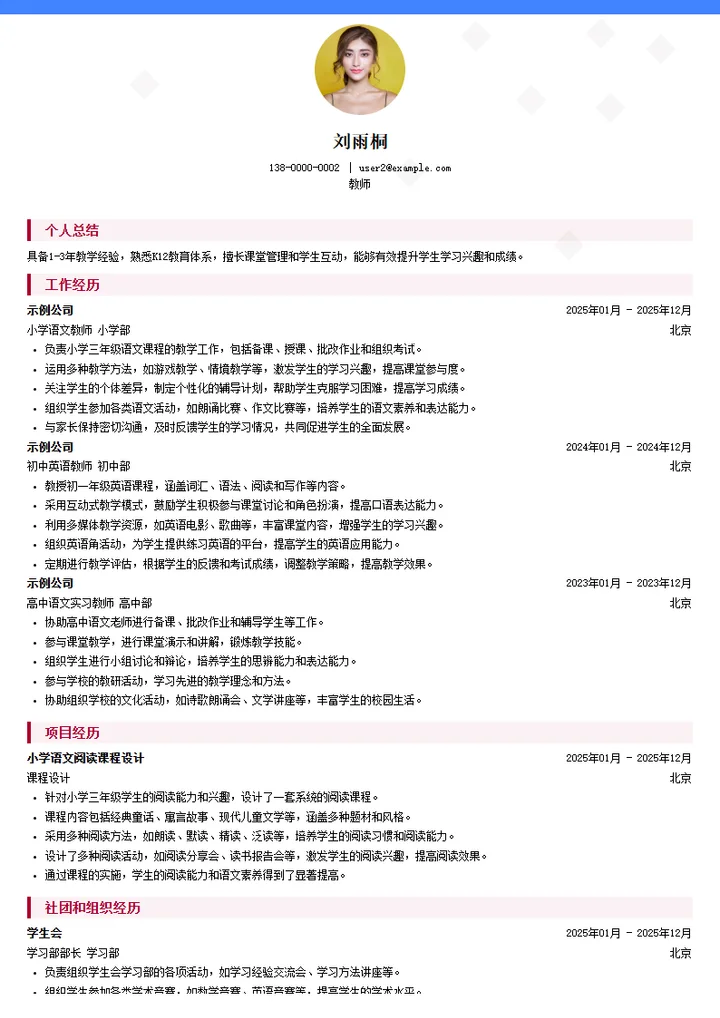 刘雨桐
138-0000-0002 | user2@example.com
教师
个人总结
具备1-3年教学经验，熟悉K12教育体系，擅长课堂管理和学生互动，能够有效提升学生学习兴趣和成绩。
工作经历
示例公司 2025年01月 - 2025年12月
小学语文教师 小学部 北京
• 负责小学三年级语文课程的教学工作，包括备课、授课、批改作业和组织考试。
• 运用多种教学方法，如游戏教学、情境教学等，激发学生的学习兴趣，提高课堂参与度。
• 关注学生的个体差异，制定个性化的辅导计划，帮助学生克服学习困难，提高学习成绩。
• 组织学生参加各类语文活动，如朗诵比赛、作文比赛等，培养学生的语文素养和表达能力。
• 与家长保持密切沟通，及时反馈学生的学习情况，共同促进学生的全面发展。
示例公司 2024年01月 - 2024年12月
初中英语教师 初中部 北京
• 教授初一年级英语课程，涵盖词汇、语法、阅读和写作等内容。
• 采用互动式教学模式，鼓励学生积极参与课堂讨论和角色扮演，提高口语表达能力。
• 利用多媒体教学资源，如英语电影、歌曲等，丰富课堂内容，增强学生的学习兴趣。
• 组织英语角活动，为学生提供练习英语的平台，提高学生的英语应用能力。
• 定期进行教学评估，根据学生的反馈和考试成绩，调整教学策略，提高教学效果。
示例公司 2023年01月 - 2023年12月
高中语文实习教师 高中部 北京
• 协助高中语文老师进行备课、批改作业和辅导学生等工作。
• 参与课堂教学，进行课堂演示和讲解，锻炼教学技能。
• 组织学生进行小组讨论和辩论，培养学生的思辨能力和表达能力。
• 参与学校的教研活动，学习先进的教学理念和方法。
• 协助组织学校的文化活动，如诗歌朗诵会、文学讲座等，丰富学生的校园生活。
项目经历
小学语文阅读课程设计 2025年01月 - 2025年12月
课程设计 北京
• 针对小学三年级学生的阅读能力和兴趣，设计了一套系统的阅读课程。
• 课程内容包括经典童话、寓言故事、现代儿童文学等，涵盖多种题材和风格。
• 采用多种阅读方法，如朗读、默读、精读、泛读等，培养学生的阅读习惯和阅读能力。
• 设计了多种阅读活动，如阅读分享会、读书报告会等，激发学生的阅读兴趣，提高阅读效果。
• 通过课程的实施，学生的阅读能力和语文素养得到了显著提高。
社团和组织经历
学生会 2025年01月 - 2025年12月
学习部部长 学习部 北京
• 负责组织学生会学习部的各项活动，如学习经验交流会、学习方法讲座等。
• 组织学生参加各类学术竞赛，如数学竞赛、英语竞赛等，提高学生的学术水平。